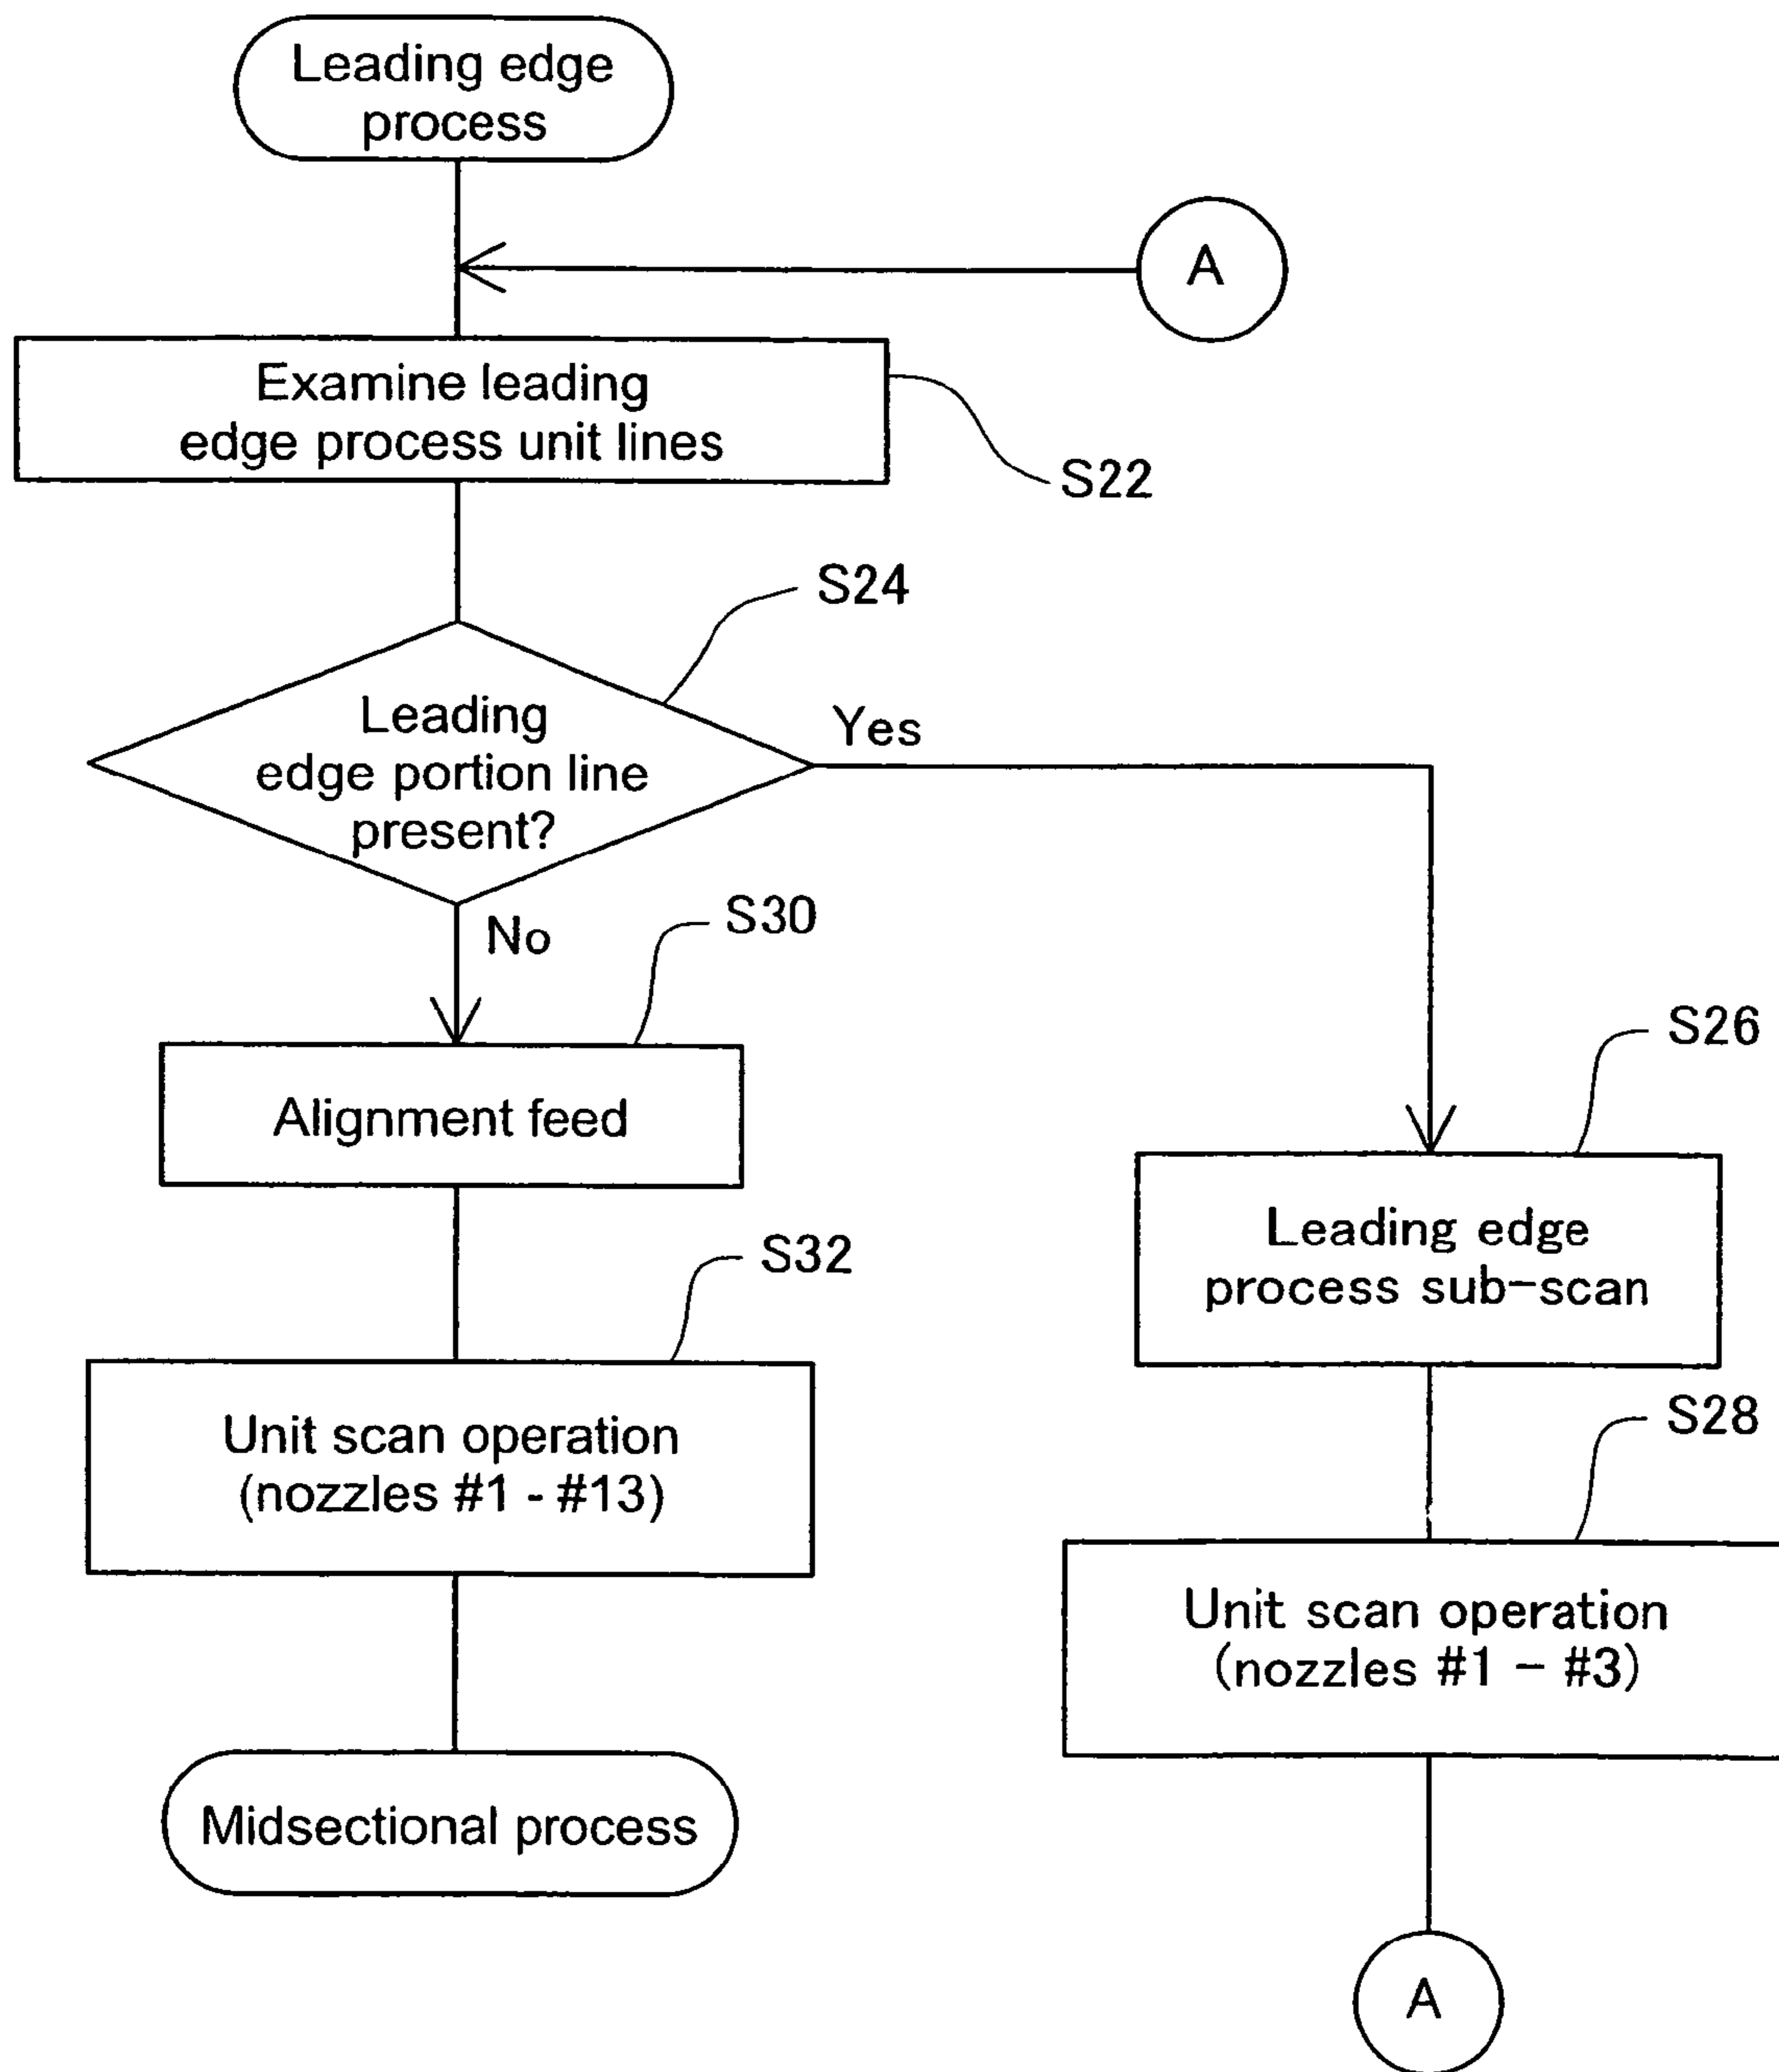 Leading edge
process
A
Examine leading
edge process unit lines
S22
S24
Leading
edge portion line
present?
Yes
No
S30
Alignment feed
S26
Leading edge
process sub-scan
S32
Unit scan operation
(nozzles #1 - #13)
S28
Unit scan operation
(nozzles #1 - #3)
Midsectional process
A